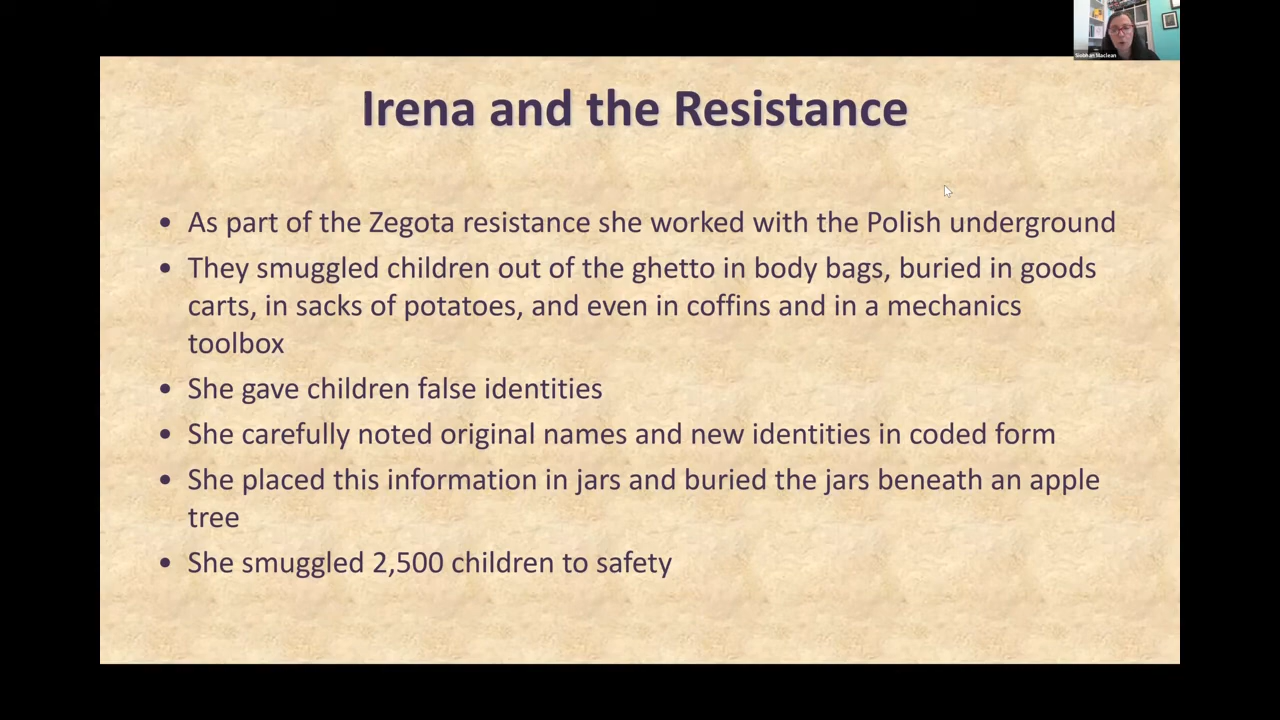 Siobhan Maclean
Irena and the Resistance
• As part of the Zegota resistance she worked with the Polish underground
• They smuggled children out of the ghetto in body bags, buried in goods
carts, in sacks of potatoes, and even in coffins and in a mechanics
toolbox
• She gave children false identities
• She carefully noted original names and new identities in coded form
• She placed this information in jars and buried the jars beneath an apple
tree
• She smuggled 2,500 children to safety